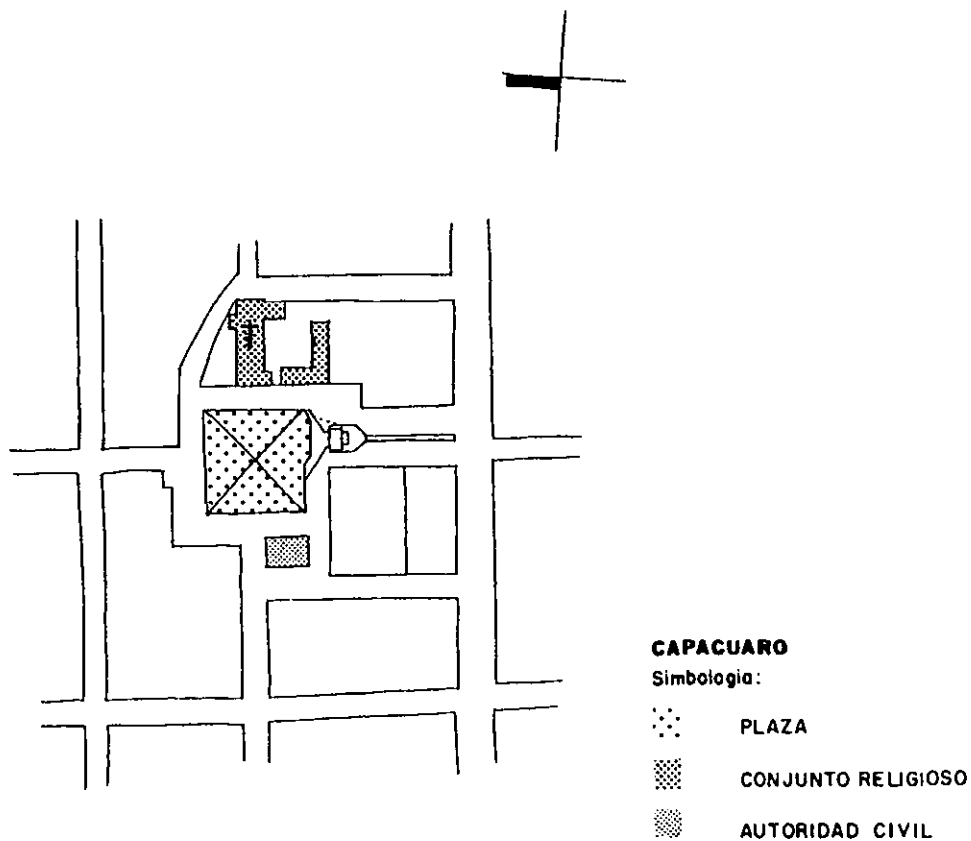 CAPACUARO
Simbologia:
PLAZA
CONJUNTO RELIGIOSO
AUTORIDAD CIVIL